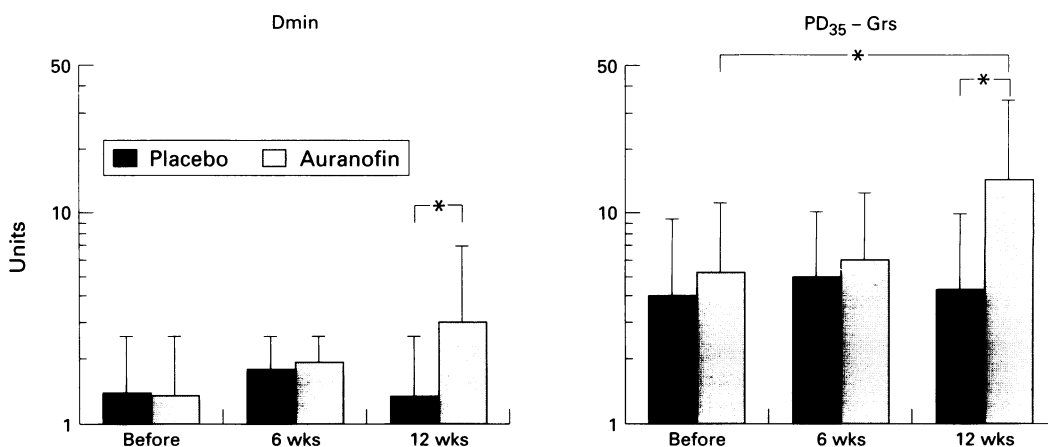 Dmin
50
10
1
Units
Placebo Auranofin
*
Before 6 wks 12 wks
PD₃₅ – Grs
50
10
1
*
*
Before 6 wks 12 wks